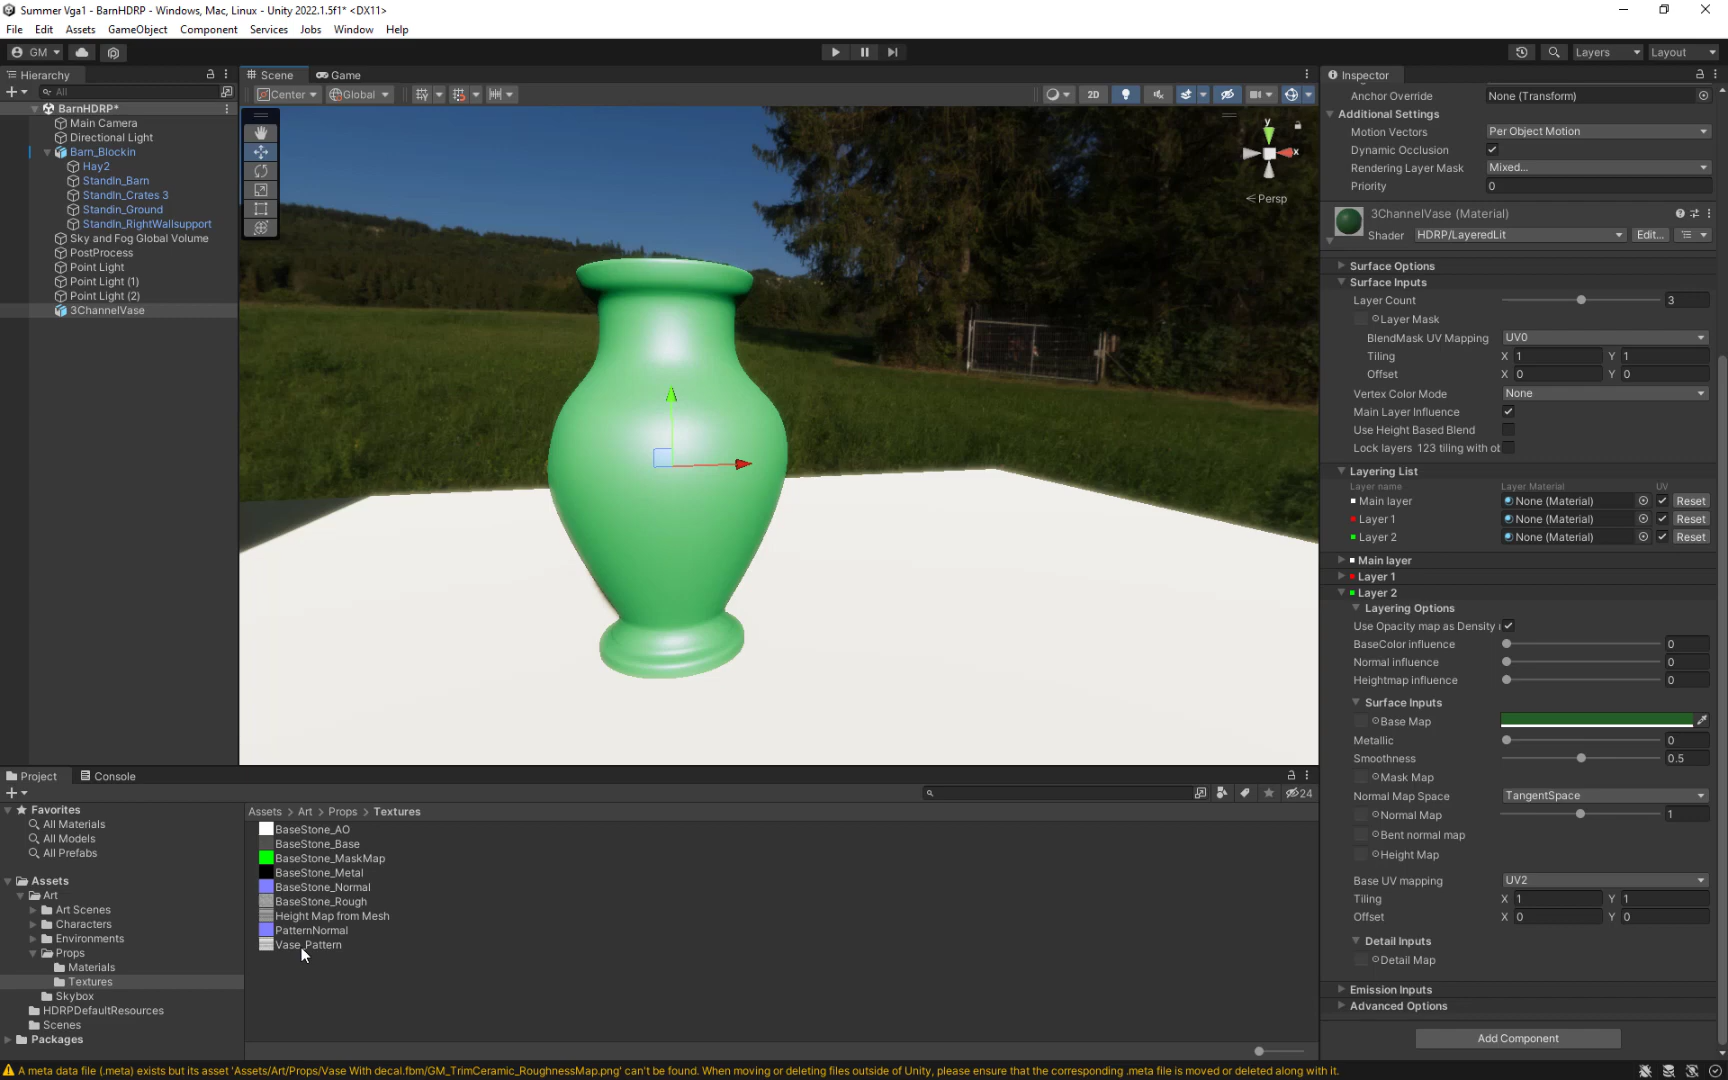 Summer Vga1 - BarnHDRP - Windows, Mac, Linux - Unity 2022.1.5f1* <DX11>
File Edit Assets GameObject Component Services Jobs Window Help
GM
Layers Layout
Hierarchy
All
BarnHDRP*
Main Camera
Directional Light
Barn_Blockin
Hay2
StandIn_Barn
StandIn_Crates 3
StandIn_Ground
StandIn_RightWallsupport
Sky and Fog Global Volume
PostProcess
Point Light
Point Light (1)
Point Light (2)
3ChannelVase
Scene Game
Center Global 2D
y
x
< Persp
Inspector
Anchor Override None (Transform)
Additional Settings
Motion Vectors Per Object Motion
Dynamic Occlusion
Rendering Layer Mask Mixed...
Priority 0
3ChannelVase (Material)
Shader HDRP/LayeredLit Edit...
Surface Options
Surface Inputs
Layer Count 3
Layer Mask
BlendMask UV Mapping UV0
Tiling X 1 Y 1
Offset X 0 Y 0
Vertex Color Mode None
Main Layer Influence
Use Height Based Blend
Lock layers 123 tiling with ob
Layering List
Layer name Layer Material UV
Main layer None (Material) Reset
Layer 1 None (Material) Reset
Layer 2 None (Material) Reset
Main layer
Layer 1
Layer 2
Layering Options
Use Opacity map as Density
BaseColor influence 0
Normal influence 0
Heightmap influence 0
Surface Inputs
Base Map
Metallic 0
Smoothness 0.5
Mask Map
Normal Map Space TangentSpace
Normal Map 1
Bent normal map
Height Map
Base UV mapping UV2
Tiling X 1 Y 1
Offset X 0 Y 0
Detail Inputs
Detail Map
Emission Inputs
Advanced Options
Add Component
Project Console
24
Favorites
All Materials
All Models
All Prefabs
Assets
Art
Art Scenes
Characters
Environments
Props
Materials
Textures
Skybox
HDRPDefaultResources
Scenes
Packages
Assets > Art > Props > Textures
BaseStone_AO
BaseStone_Base
BaseStone_MaskMap
BaseStone_Metal
BaseStone_Normal
BaseStone_Rough
Height Map from Mesh
PatternNormal
Vase_Pattern
A meta data file (.meta) exists but its asset 'Assets/Art/Props/Vase With decal.fbm/GM_TrimCeramic_RoughnessMap.png' can't be found. When moving or deleting files outside of Unity, please ensure that the corresponding .meta file is moved or deleted along with it.